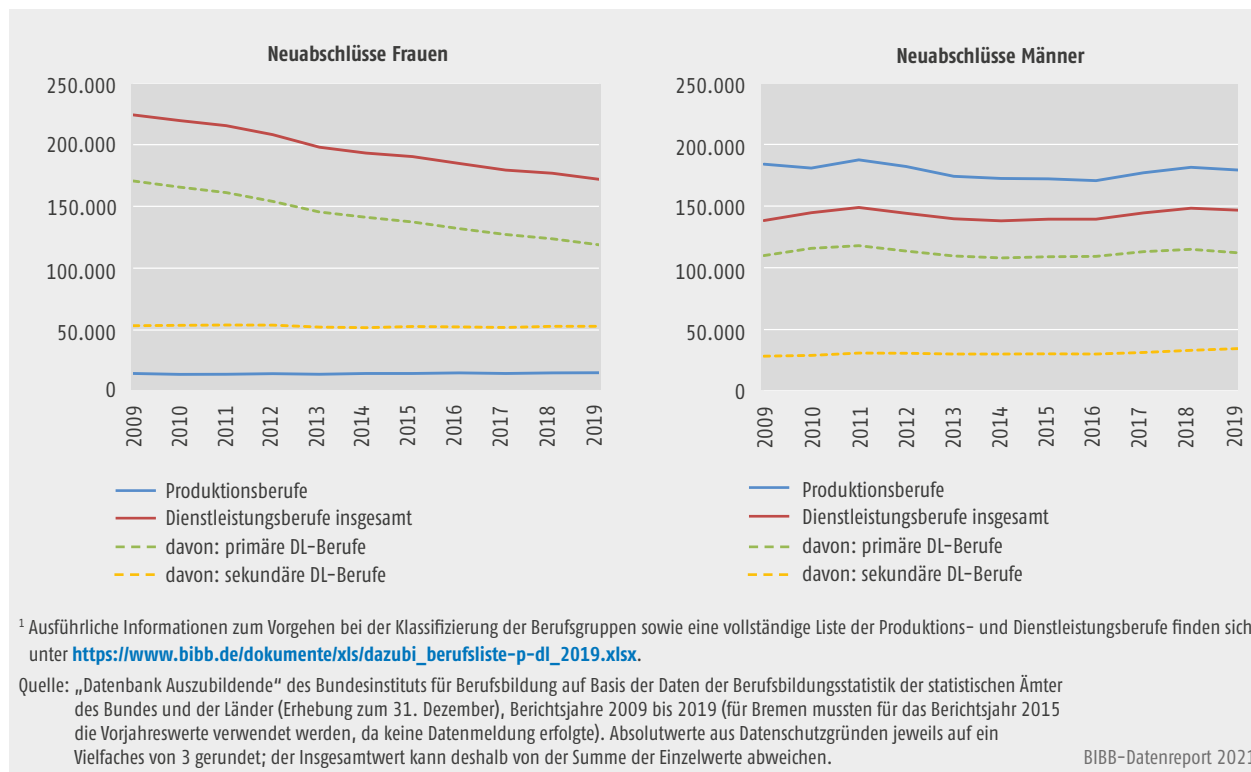 Neuabschlüsse Frauen
250.000
200.000
150.000
100.000
50.000
0
2009
2010
2011
2012
2013
2014
2015
2016
2017
2018
2019
Produktionsberufe
Dienstleistungsberufe insgesamt
davon: primäre DL-Berufe
davon: sekundäre DL-Berufe
Neuabschlüsse Männer
250.000
200.000
150.000
100.000
50.000
0
2009
2010
2011
2012
2013
2014
2015
2016
2017
2018
2019
Produktionsberufe
Dienstleistungsberufe insgesamt
davon: primäre DL-Berufe
davon: sekundäre DL-Berufe
¹ Ausführliche Informationen zum Vorgehen bei der Klassifizierung der Berufsgruppen sowie eine vollständige Liste der Produktions- und Dienstleistungsberufe finden sich
unter https://www.bibb.de/dokumente/xls/dazubi_berufsliste-p-dl_2019.xlsx.
Quelle: „Datenbank Auszubildende“ des Bundesinstituts für Berufsbildung auf Basis der Daten der Berufsbildungsstatistik der statistischen Ämter
des Bundes und der Länder (Erhebung zum 31. Dezember), Berichtsjahre 2009 bis 2019 (für Bremen mussten für das Berichtsjahr 2015
die Vorjahreswerte verwendet werden, da keine Datenmeldung erfolgte). Absolutwerte aus Datenschutzgründen jeweils auf ein
Vielfaches von 3 gerundet; der Insgesamtwert kann deshalb von der Summe der Einzelwerte abweichen.
BIBB-Datenreport 2021